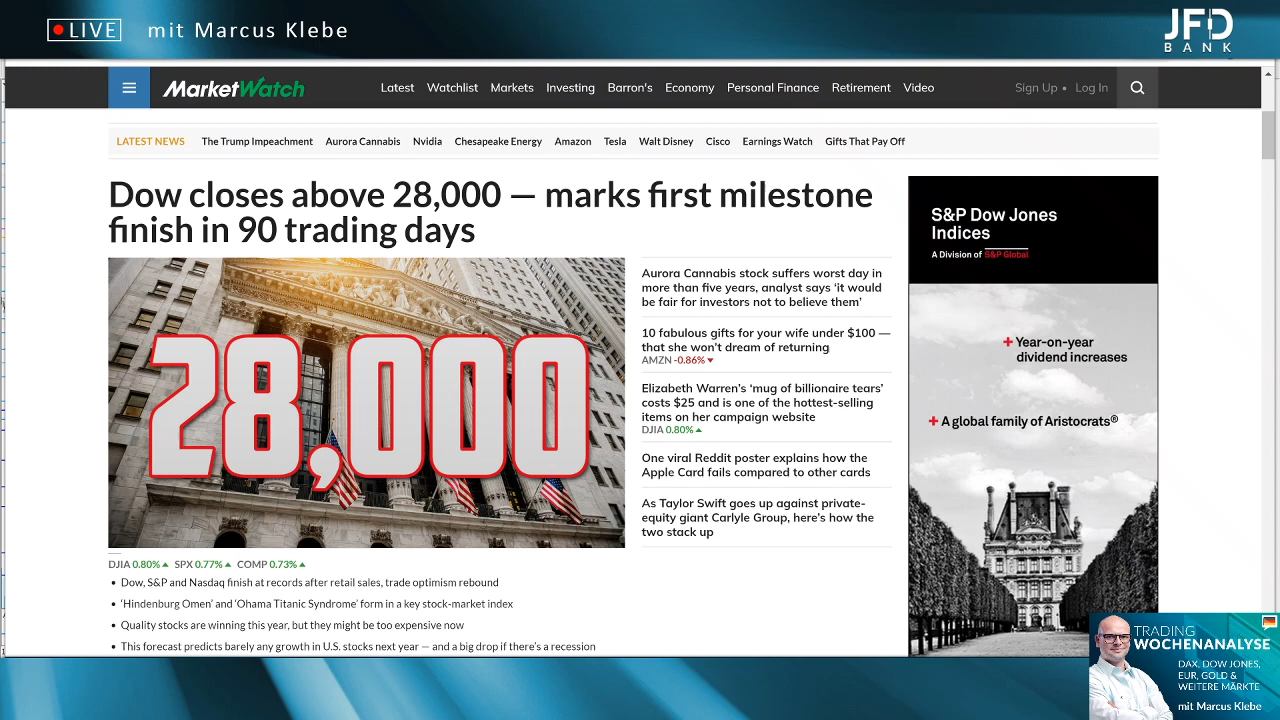 LIVE mit Marcus Klebe
JFD
BANK
MarketWatch Latest Watchlist Markets Investing Barron's Economy Personal Finance Retirement Video Sign Up • Log In
LATEST NEWS The Trump Impeachment Aurora Cannabis Nvidia Chesapeake Energy Amazon Tesla Walt Disney Cisco Earnings Watch Gifts That Pay Off
Dow closes above 28,000 — marks first milestone
finish in 90 trading days
28,000
DJIA 0.80% SPX 0.77% COMP 0.73%
• Dow, S&P and Nasdaq finish at records after retail sales, trade optimism rebound
• ‘Hindenburg Omen’ and ‘Ohama Titanic Syndrome’ form in a key stock-market index
• Quality stocks are winning this year, but they might be too expensive now
• This forecast predicts barely any growth in U.S. stocks next year — and a big drop if there's a recession
Aurora Cannabis stock suffers worst day in
more than five years, analyst says ‘it would
be fair for investors not to believe them’
10 fabulous gifts for your wife under $100 —
that she won’t dream of returning
AMZN -0.86%
Elizabeth Warren’s ‘mug of billionaire tears’
costs $25 and is one of the hottest-selling
items on her campaign website
DJIA 0.80%
One viral Reddit poster explains how the
Apple Card fails compared to other cards
As Taylor Swift goes up against private-
equity giant Carlyle Group, here’s how the
two stack up
S&P Dow Jones
Indices
A Division of S&P Global
+ Year-on-year
dividend increases
+ A global family of Aristocrats®
TRADING
WOCHENANALYSE
DAX, DOW JONES,
EUR, GOLD &
WEITERE MÄRKTE
mit Marcus Klebe